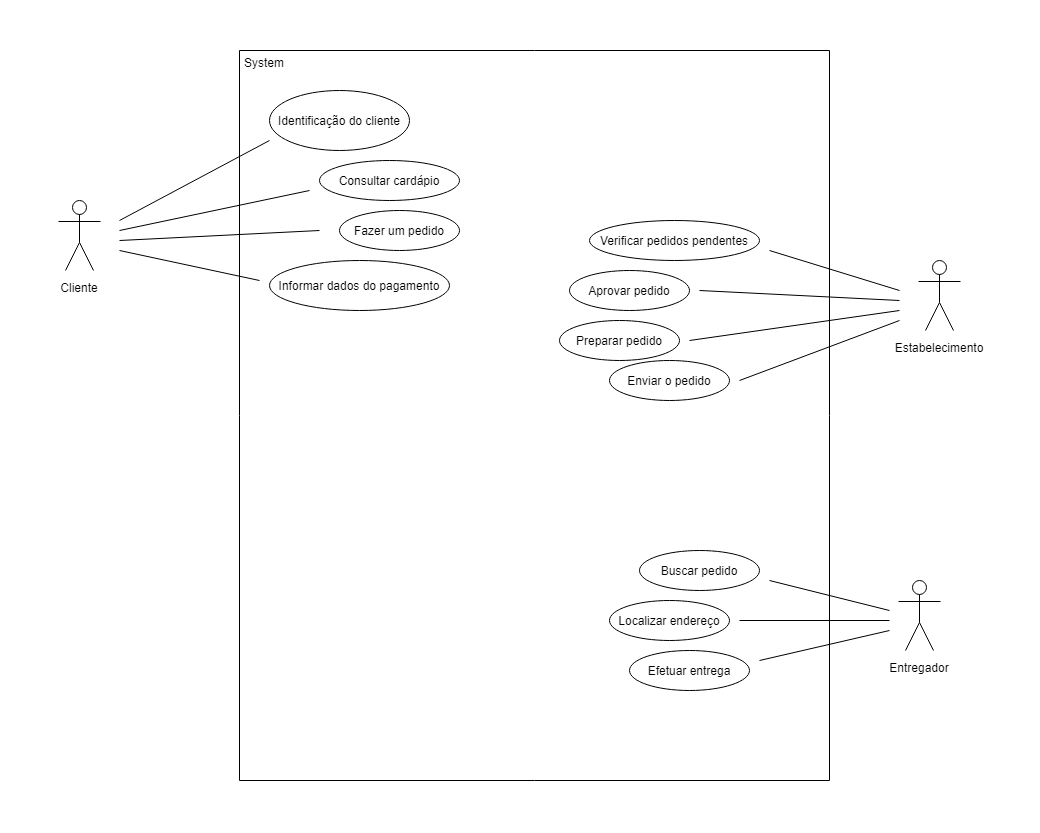 System
Identificação do cliente
Consultar cardápio
Fazer um pedido
Informar dados do pagamento
Cliente
Verificar pedidos pendentes
Aprovar pedido
Preparar pedido
Enviar o pedido
Estabelecimento
Buscar pedido
Localizar endereço
Efetuar entrega
Entregador